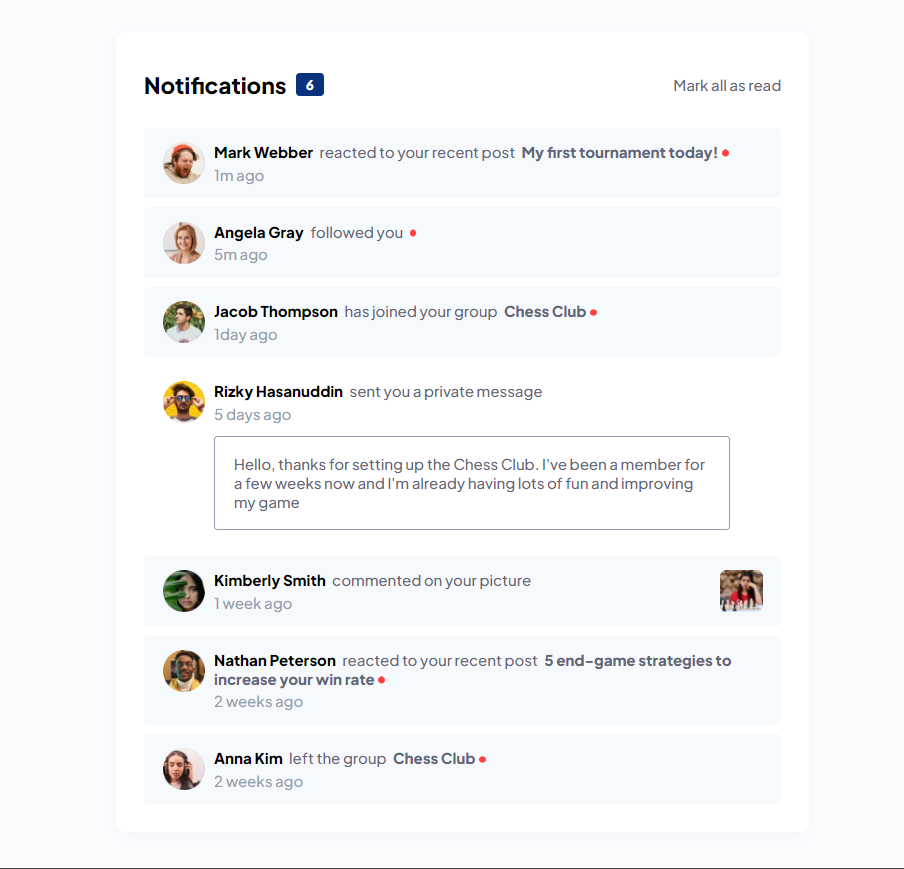 Notifications 6
Mark all as read
Mark Webber reacted to your recent post My first tournament today!
1m ago
Angela Gray followed you
5m ago
Jacob Thompson has joined your group Chess Club
1day ago
Rizky Hasanuddin sent you a private message
5 days ago
Hello, thanks for setting up the Chess Club. I've been a member for
a few weeks now and I'm already having lots of fun and improving
my game
Kimberly Smith commented on your picture
1 week ago
Nathan Peterson reacted to your recent post 5 end-game strategies to
increase your win rate
2 weeks ago
Anna Kim left the group Chess Club
2 weeks ago